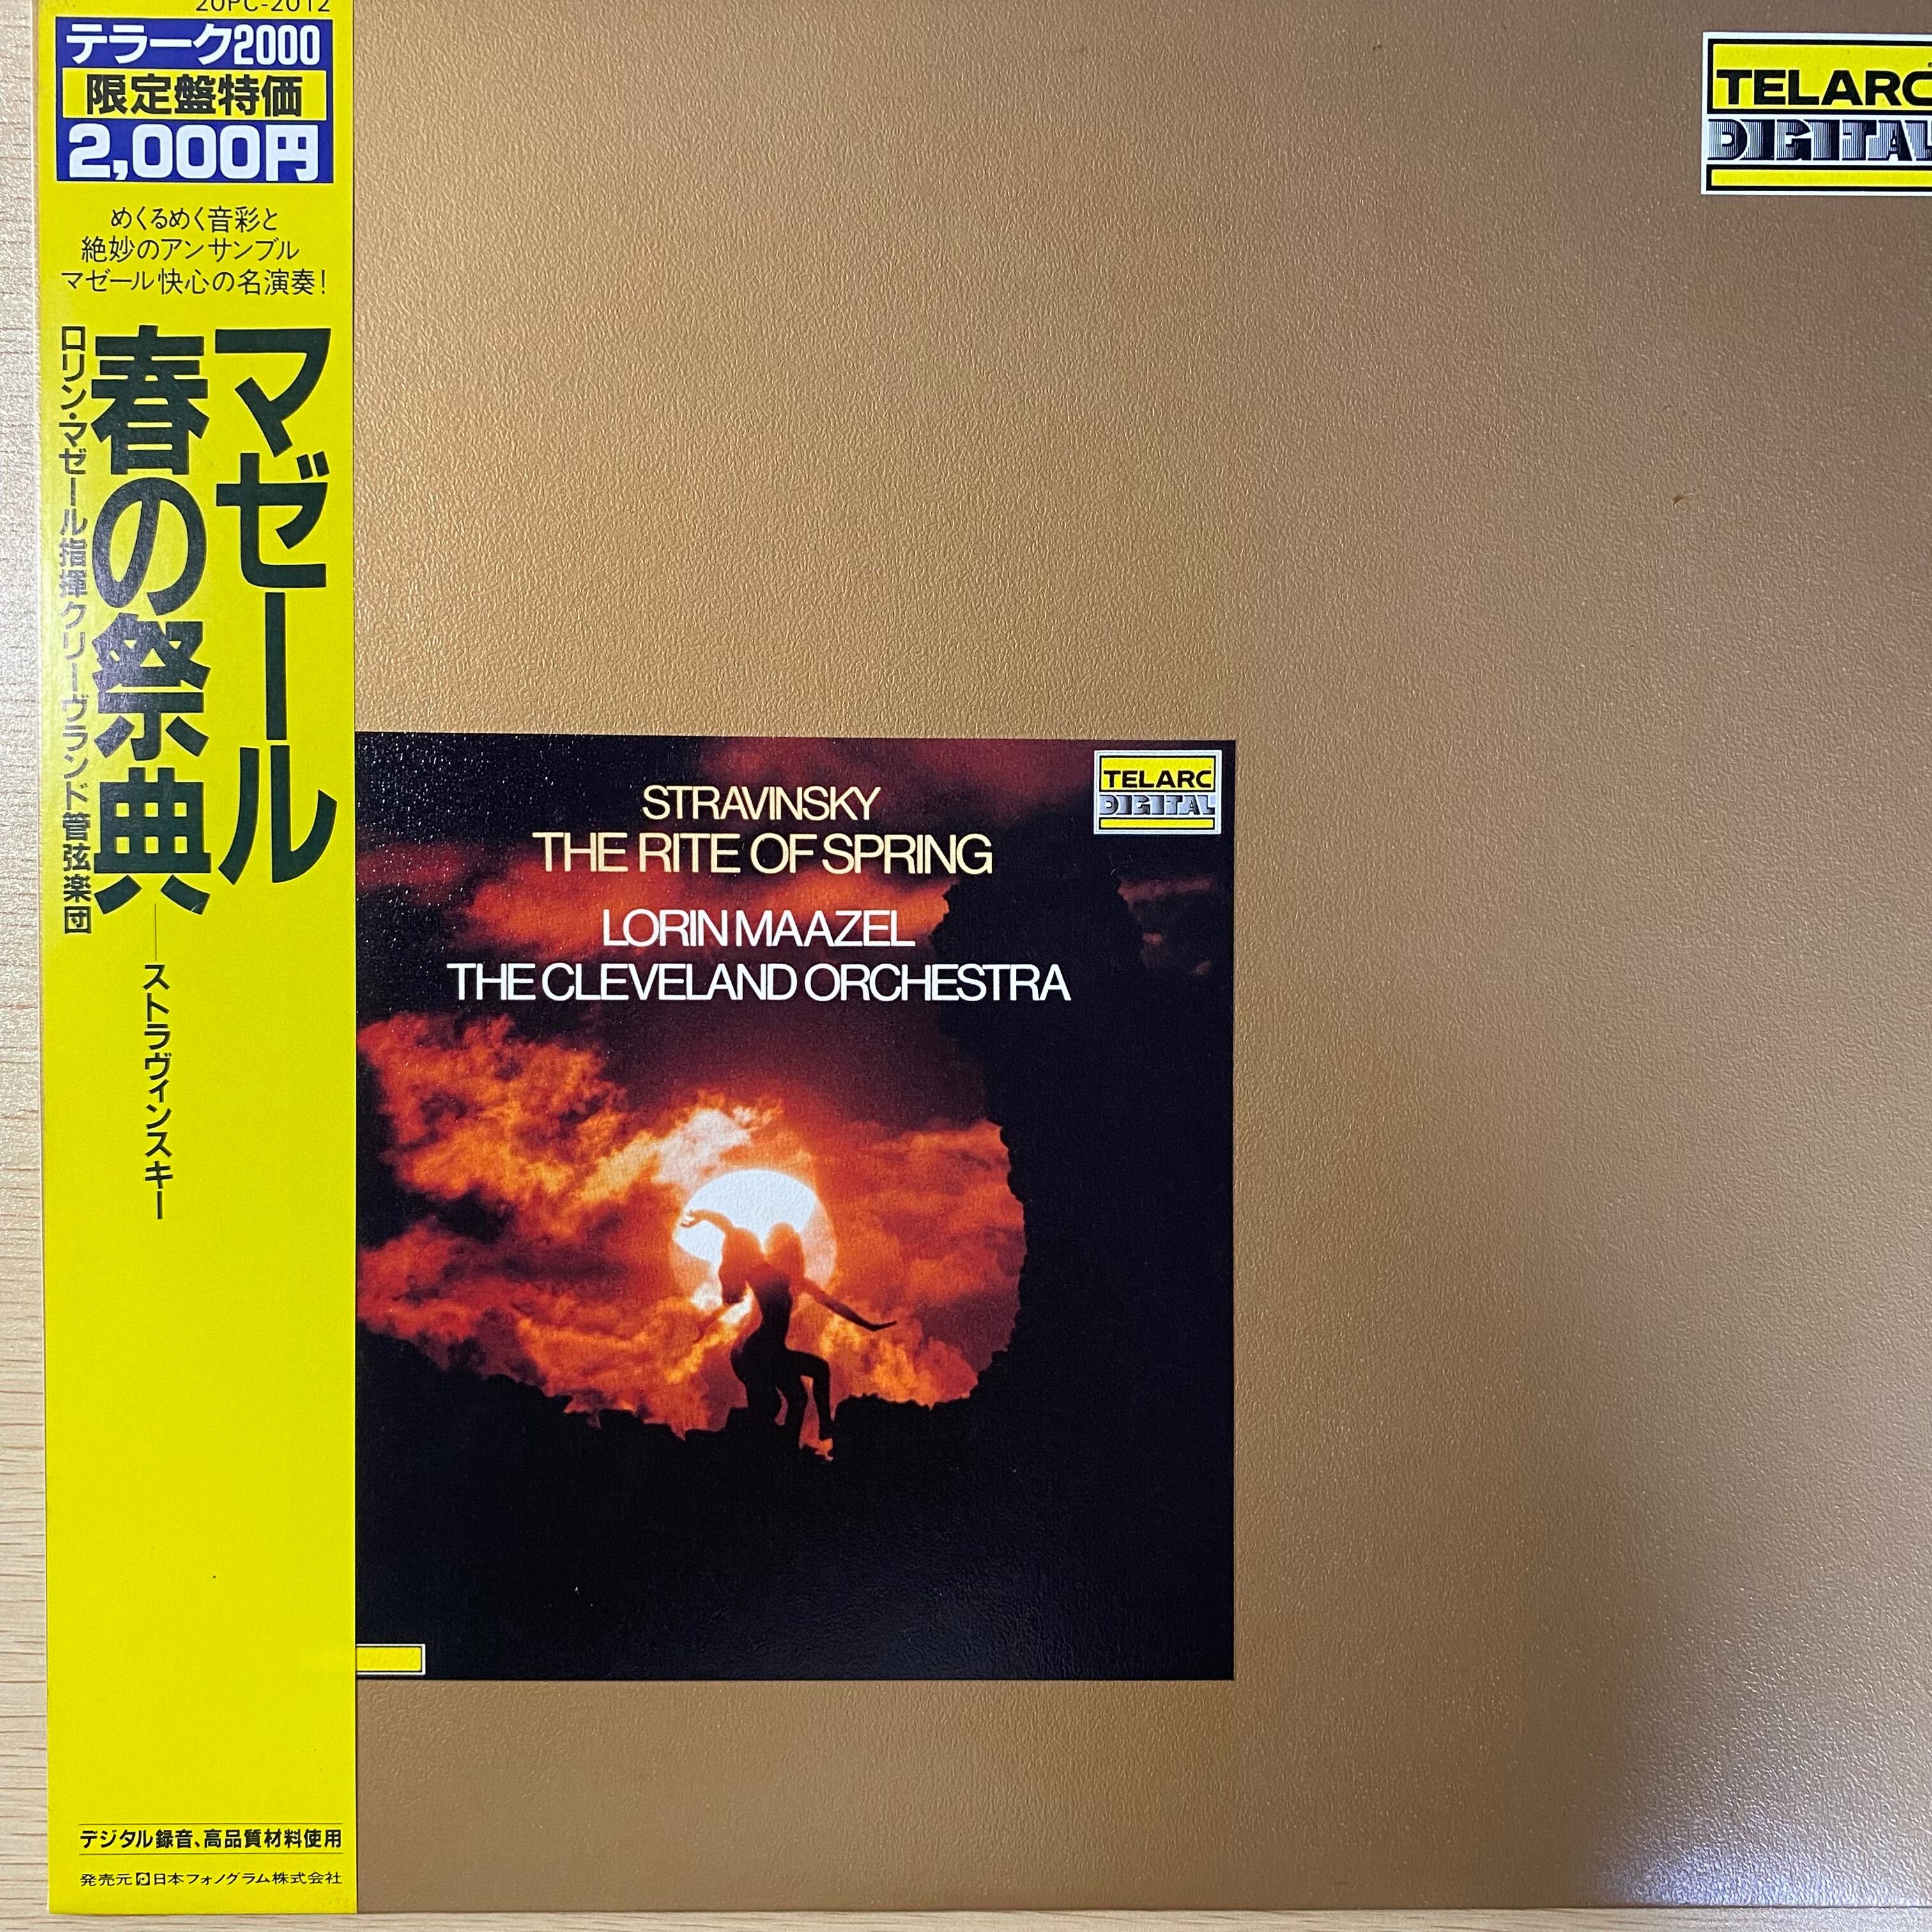 20PC-2012
テラーク2000
限定盤特価
2,000円
めくるめく音彩と
絶妙のアンサンブル
マゼール快心の名演奏!
マゼール
春の祭典―ストラヴィンスキー
ロリン・マゼール指揮クリーヴランド管弦楽団
デジタル録音、高品質材料使用
発売元 日本フォノグラム株式会社
TELARC
DIGITAL
STRAVINSKY
THE RITE OF SPRING
LORIN MAAZEL
THE CLEVELAND ORCHESTRA
TELARC
DIGITAL